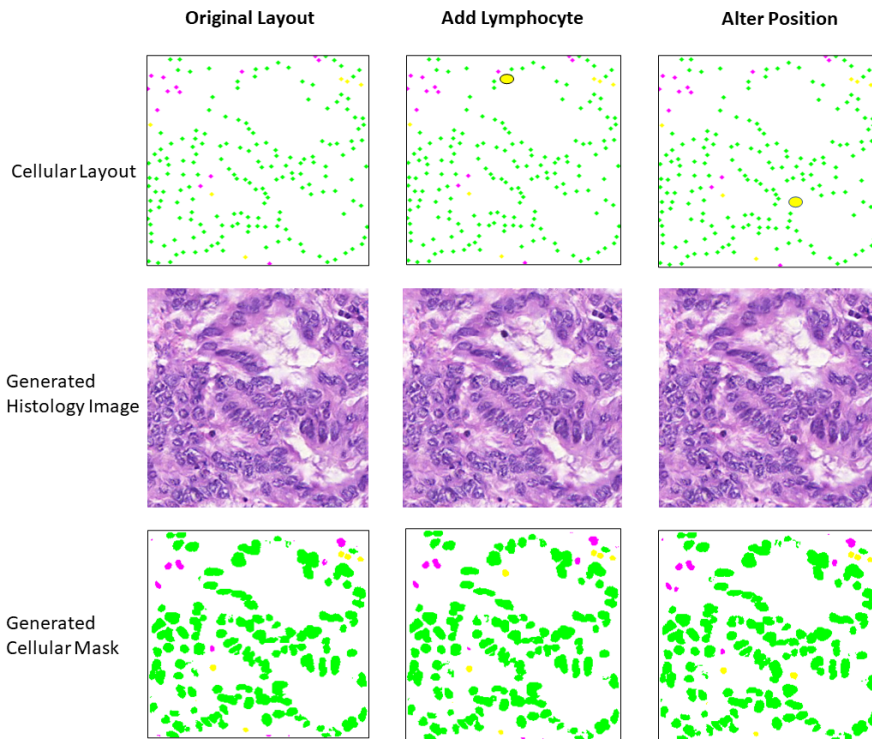 Original Layout
Add Lymphocyte
Alter Position
Cellular Layout
Generated
Histology Image
Generated
Cellular Mask